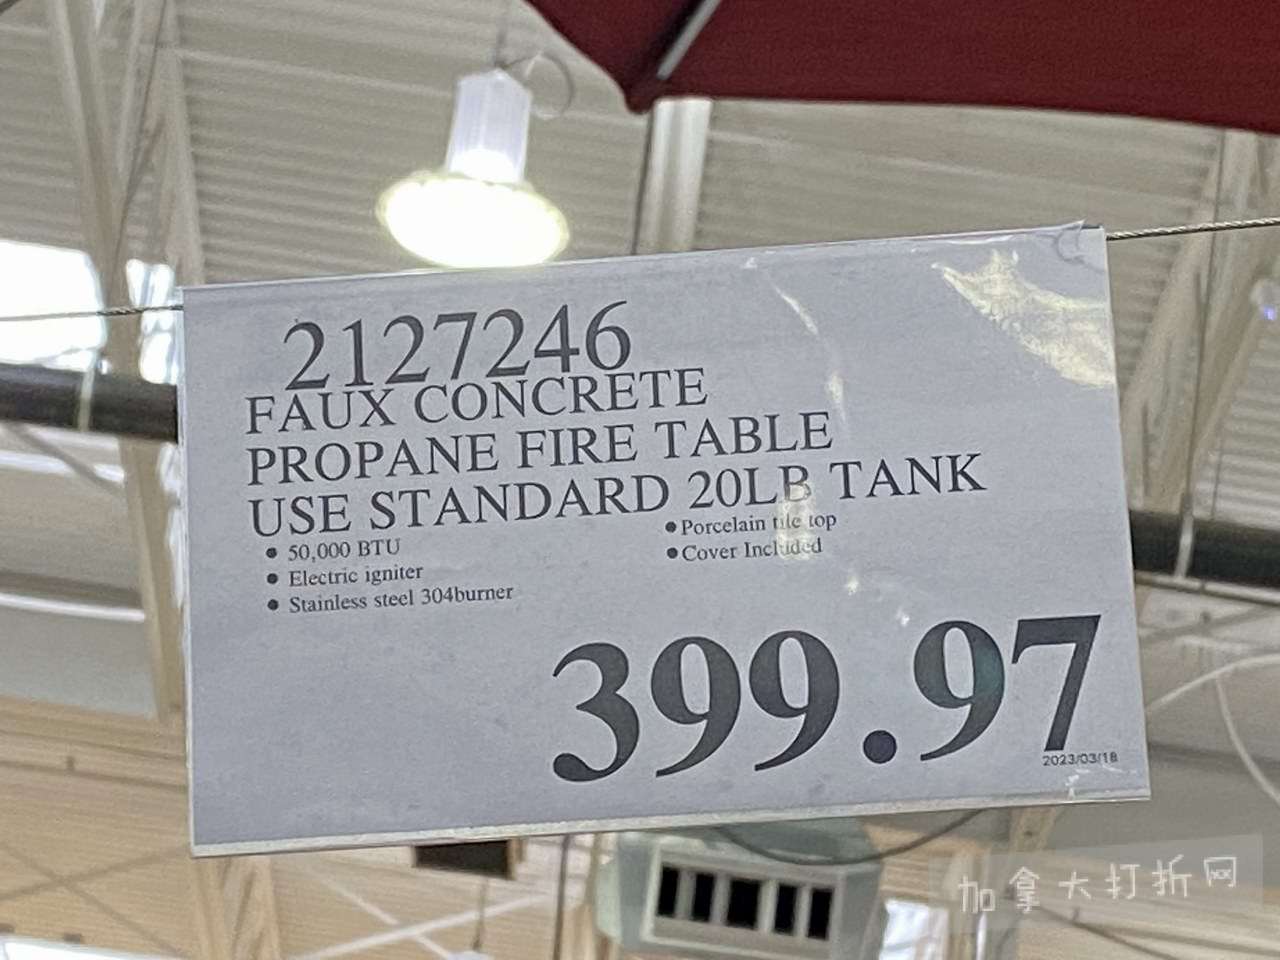 2127246
FAUX CONCRETE
PROPANE FIRE TABLE
USE STANDARD 20LB TANK
• 50,000 BTU
• Electric igniter
• Stainless steel 304burner
• Porcelain tile top
• Cover Included
399.97
2023/03/18
加拿大打折网